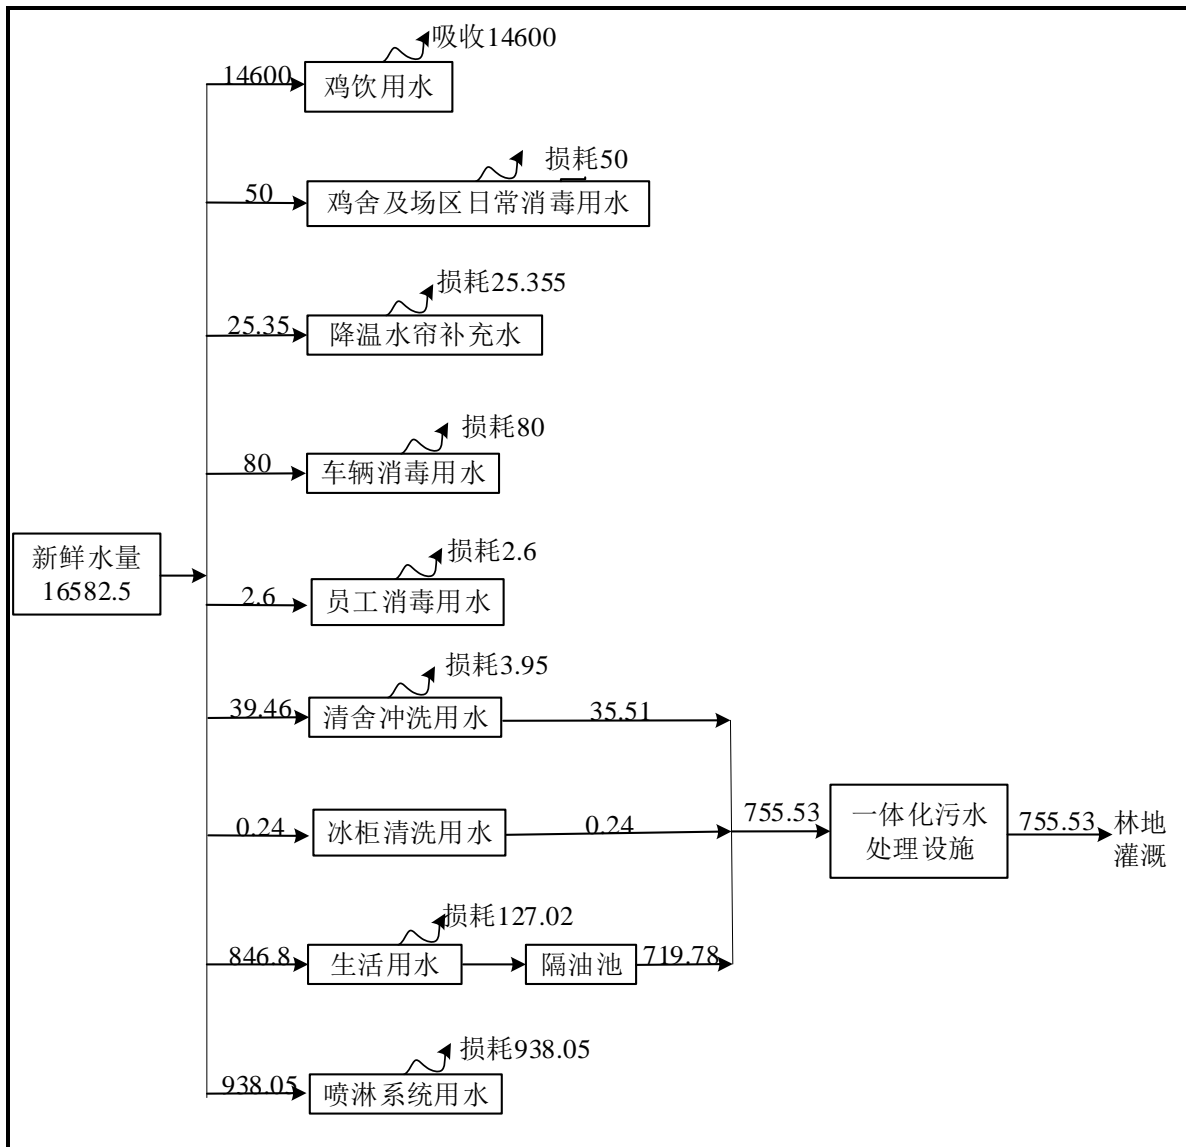 吸收14600
14600
鸡饮用水
损耗50
50
鸡舍及场区日常消毒用水
损耗25.355
25.35
降温水帘补充水
损耗80
80
车辆消毒用水
新鲜水量
16582.5
损耗2.6
2.6
员工消毒用水
损耗3.95
39.46
清舍冲洗用水
35.51
0.24
冰柜清洗用水
0.24
755.53
一体化污水
处理设施
755.53
林地
灌溉
损耗127.02
846.8
生活用水
隔油池
719.78
损耗938.05
938.05
喷淋系统用水